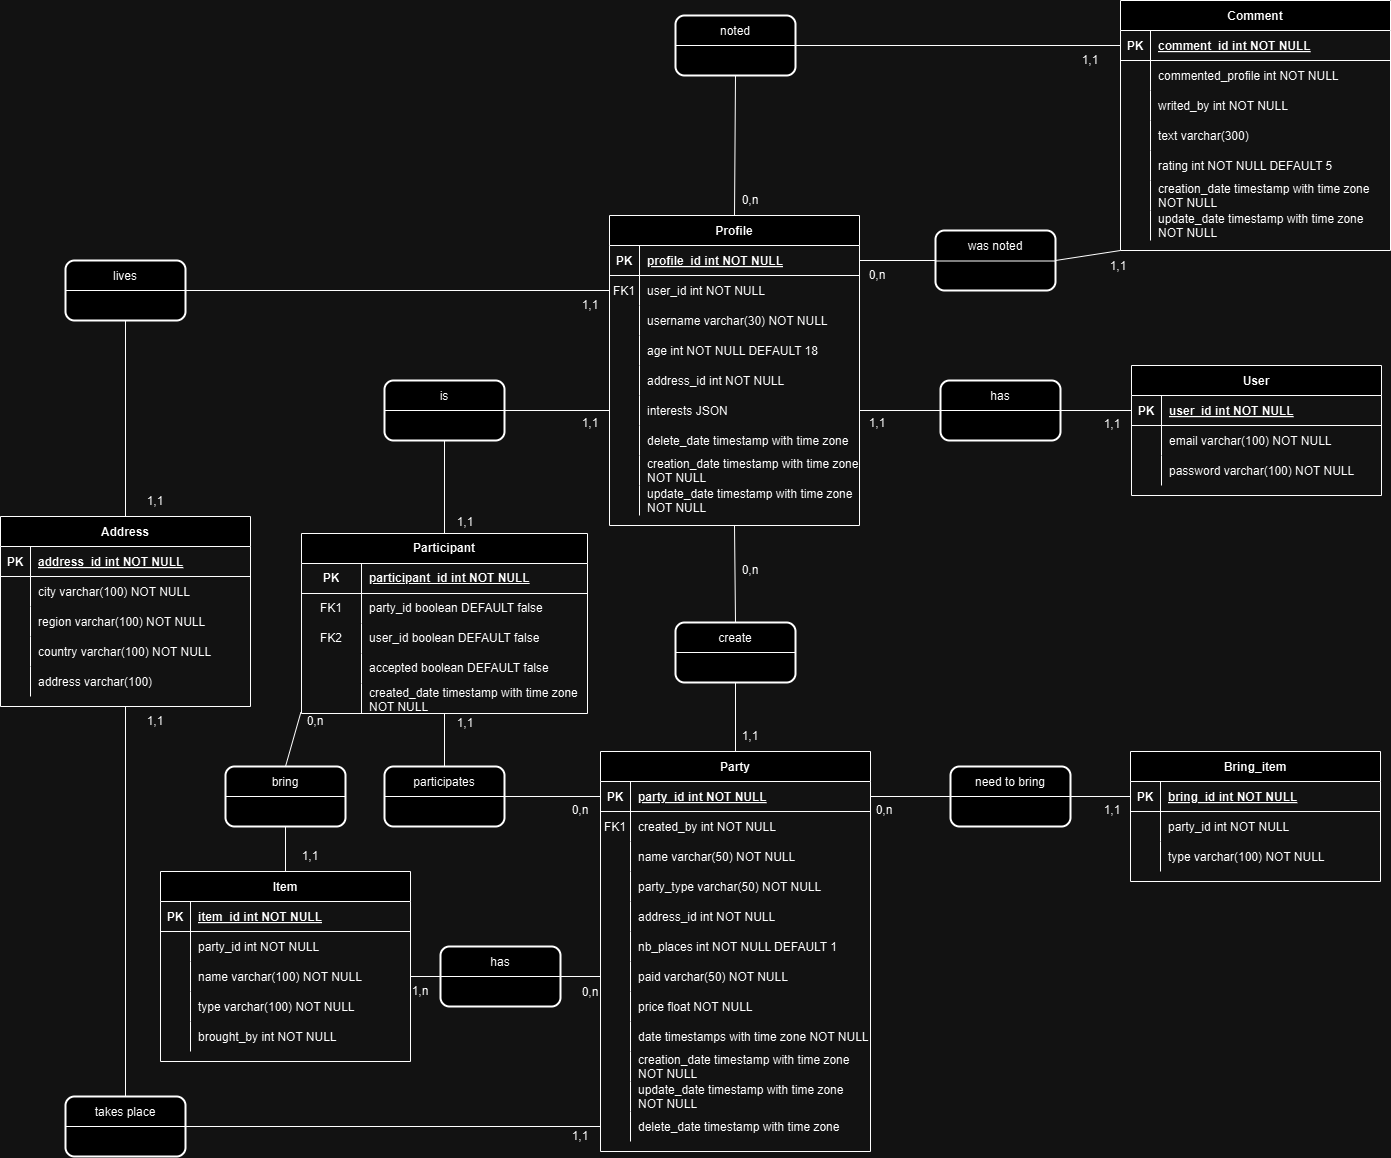 noted
Comment
PK comment_id int NOT NULL
1,1
commented_profile int NOT NULL
writed_by int NOT NULL
text varchar(300)
rating int NOT NULL DEFAULT 5
creation_date timestamp with time zone
NOT NULL
update_date timestamp with time zone
NOT NULL
0,n
Profile
PK profile_id int NOT NULL
FK1 user_id int NOT NULL
username varchar(30) NOT NULL
age int NOT NULL DEFAULT 18
address_id int NOT NULL
interests JSON
delete_date timestamp with time zone
creation_date timestamp with time zone
NOT NULL
update_date timestamp with time zone
NOT NULL
was noted
0,n
1,1
lives
1,1
1,1
is
1,1
1,1
has
1,1
1,1
User
PK user_id int NOT NULL
email varchar(100) NOT NULL
password varchar(100) NOT NULL
Address
PK address_id int NOT NULL
city varchar(100) NOT NULL
region varchar(100) NOT NULL
country varchar(100) NOT NULL
address varchar(100)
1,1
Participant
PK participant_id int NOT NULL
FK1 party_id boolean DEFAULT false
FK2 user_id boolean DEFAULT false
accepted boolean DEFAULT false
created_date timestamp with time zone
NOT NULL
0,n
1,1
0,n
create
1,1
bring
1,1
participates
0,n
Party
PK party_id int NOT NULL
FK1 created_by int NOT NULL
name varchar(50) NOT NULL
party_type varchar(50) NOT NULL
address_id int NOT NULL
nb_places int NOT NULL DEFAULT 1
paid varchar(50) NOT NULL
price float NOT NULL
date timestamps with time zone NOT NULL
creation_date timestamp with time zone
NOT NULL
update_date timestamp with time zone
NOT NULL
delete_date timestamp with time zone
need to bring
0,n
1,1
Bring_item
PK bring_id int NOT NULL
party_id int NOT NULL
type varchar(100) NOT NULL
Item
PK item_id int NOT NULL
party_id int NOT NULL
name varchar(100) NOT NULL
type varchar(100) NOT NULL
brought_by int NOT NULL
has
1,n
0,n
takes place
1,1